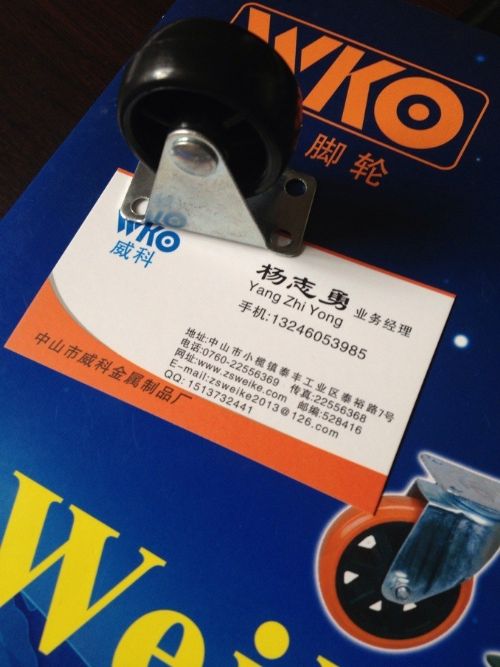 WKO
脚轮
WKO
威科
杨志勇 业务经理
Yang Zhi Yong
手机:13246053985
地址:中山市小榄镇泰丰工业区泰裕路7号
电话:0760-22556369 传真:22556368
网址:www.zsweike.com 邮编:528416
E-mail:zsweike2013@126.com
QQ: 1513732441
中山市威科金属制品厂
Wei